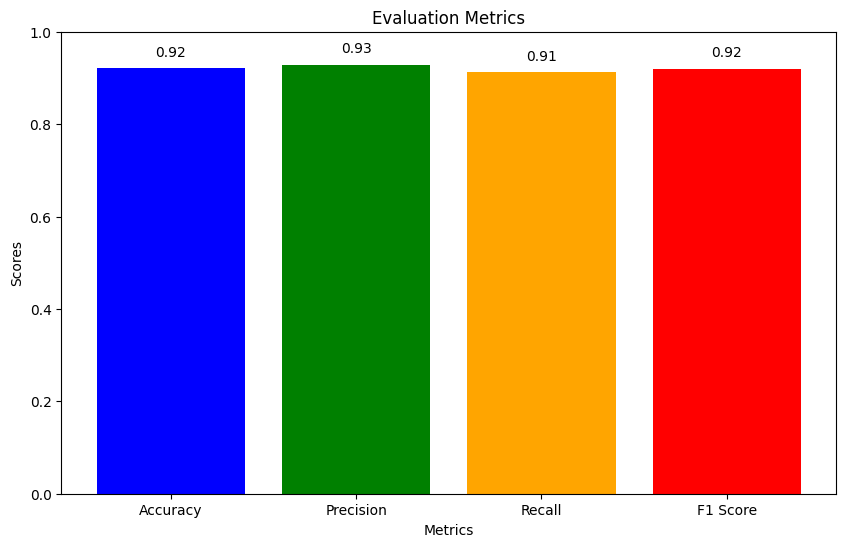 Evaluation Metrics
1.0
0.8
0.6
0.4
0.2
0.0
Scores
0.92
0.93
0.91
0.92
Accuracy
Precision
Recall
F1 Score
Metrics